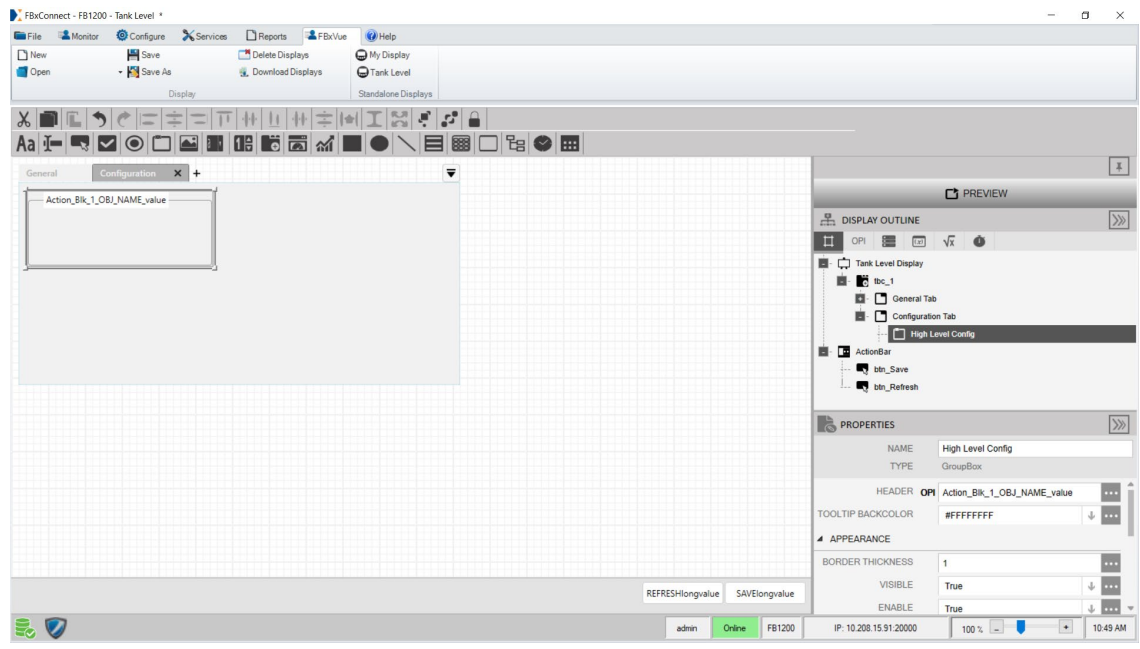 FBxConnect - FB1200 - Tank Level *
File Monitor Configure Services Reports FBxVue Help
New Save Delete Displays My Display
Open Save As Download Displays Tank Level
Display Standalone Displays
Aa
General Configuration X +
Action_Blk_1_OBJ_NAME_value
PREVIEW
DISPLAY OUTLINE
OPI (x) √x
Tank Level Display
tbc_1
General Tab
Configuration Tab
High Level Config
ActionBar
btn_Save
btn_Refresh
PROPERTIES
NAME High Level Config
TYPE GroupBox
HEADER OPI Action_Blk_1_OBJ_NAME_value
TOOLTIP BACKCOLOR #FFFFFFFF
APPEARANCE
BORDER THICKNESS 1
VISIBLE True
ENABLE True
REFRESHlongvalue SAVElongvalue
admin Online FB1200 IP: 10.208.15.91:20000 100 % - + 10:49 AM